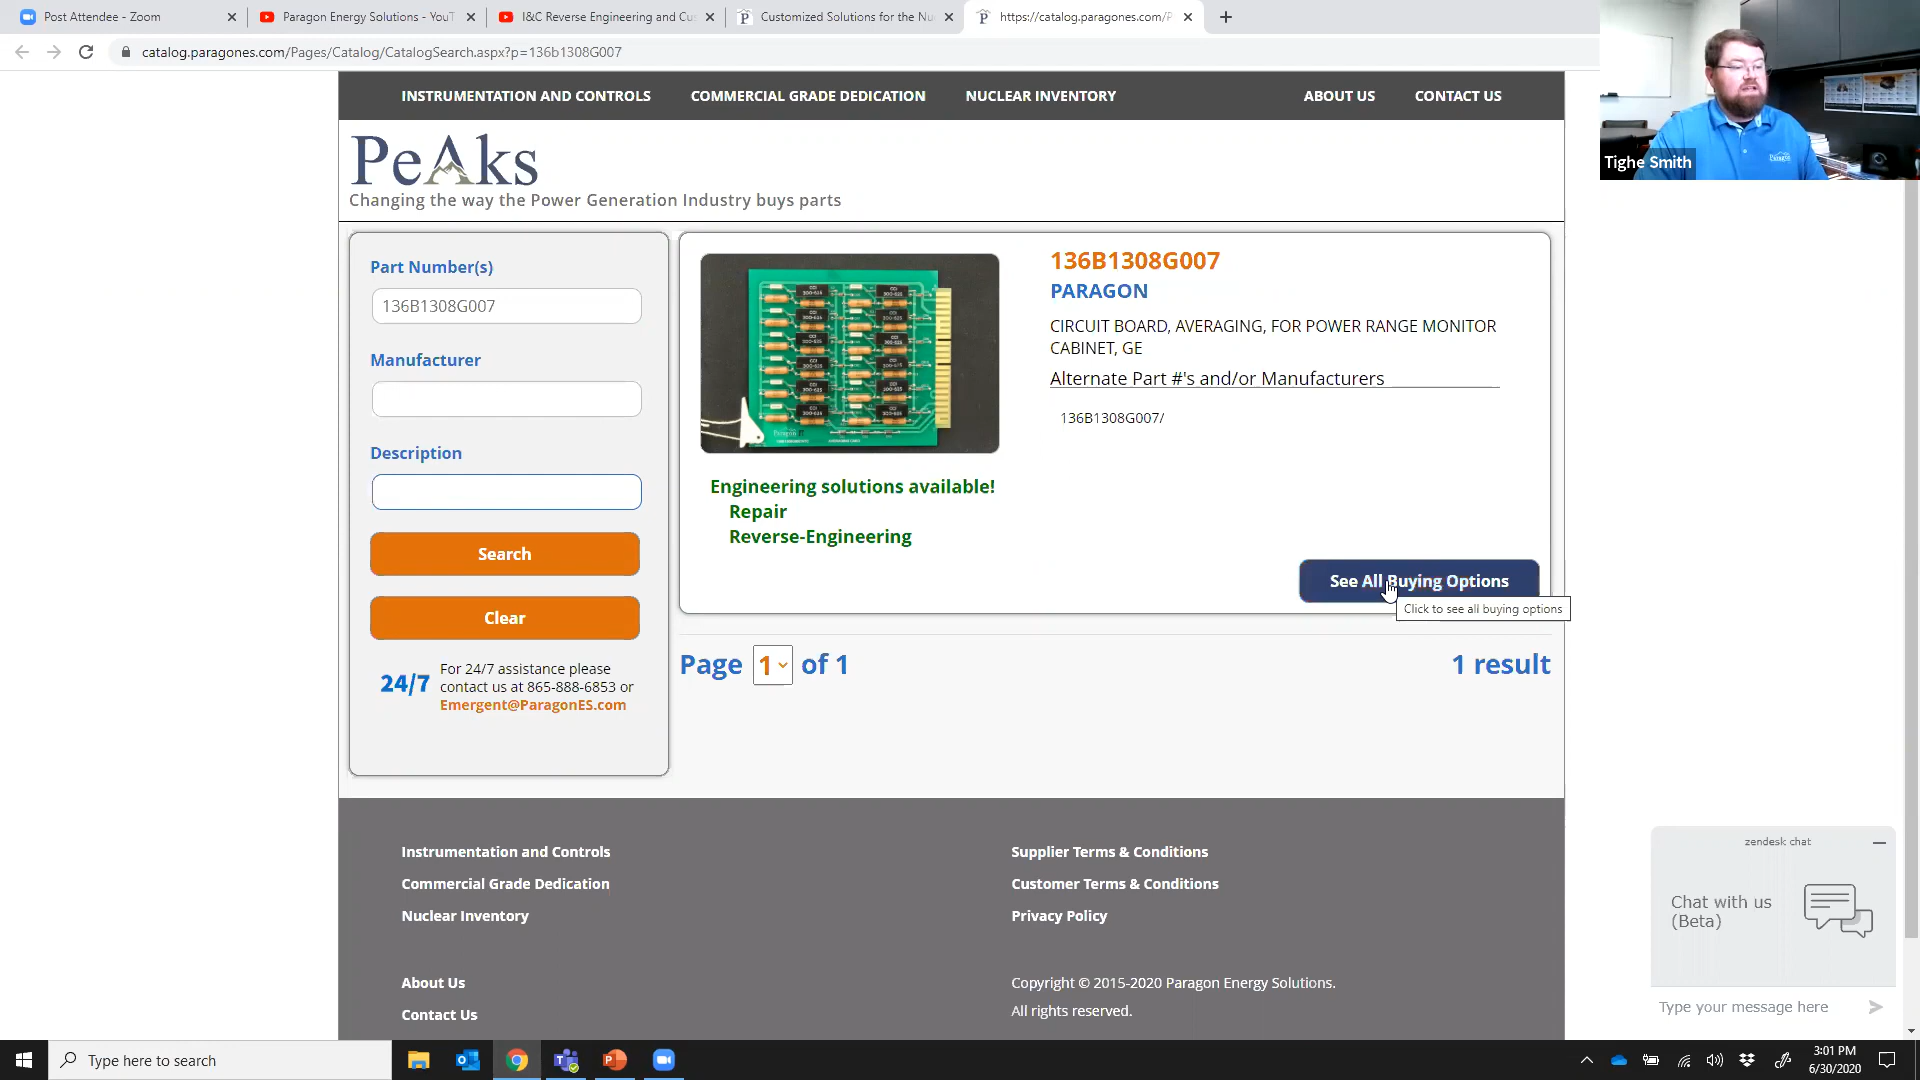 Post Attendee - Zoom
Paragon Energy Solutions - YouT
I&C Reverse Engineering and Cu
Customized Solutions for the Nu
https://catalog.paragones.com/P
catalog.paragones.com/Pages/Catalog/CatalogSearch.aspx?p=136b1308G007
INSTRUMENTATION AND CONTROLS
COMMERCIAL GRADE DEDICATION
NUCLEAR INVENTORY
ABOUT US
CONTACT US
Tighe Smith
PeAks
Changing the way the Power Generation Industry buys parts
Part Number(s)
136B1308G007
Manufacturer
Description
Search
Clear
24/7
For 24/7 assistance please
contact us at 865-888-6853 or
Emergent@ParagonES.com
136B1308G007
PARAGON
CIRCUIT BOARD, AVERAGING, FOR POWER RANGE MONITOR
CABINET, GE
Alternate Part #'s and/or Manufacturers
136B1308G007/
Engineering solutions available!
Repair
Reverse-Engineering
See All Buying Options
Click to see all buying options
Page 1 of 1
1 result
Instrumentation and Controls
Commercial Grade Dedication
Nuclear Inventory
About Us
Contact Us
Supplier Terms & Conditions
Customer Terms & Conditions
Privacy Policy
Copyright © 2015-2020 Paragon Energy Solutions.
All rights reserved.
zendesk chat
Chat with us
(Beta)
Type your message here
Type here to search
3:01 PM
6/30/2020